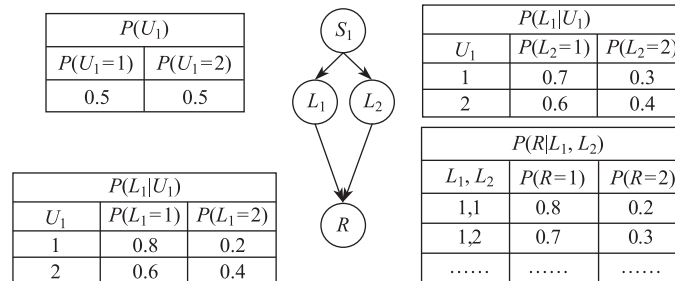 P(U₁)
P(U₁=1) P(U₁=2)
0.5 0.5
S₁
L₁ L₂
R
P(L₁|U₁)
U₁ P(L₂=1) P(L₂=2)
1 0.7 0.3
2 0.6 0.4
P(R|L₁, L₂)
L₁, L₂ P(R=1) P(R=2)
1,1 0.8 0.2
1,2 0.7 0.3
…… …… ……
P(L₁|U₁)
U₁ P(L₁=1) P(L₁=2)
1 0.8 0.2
2 0.6 0.4